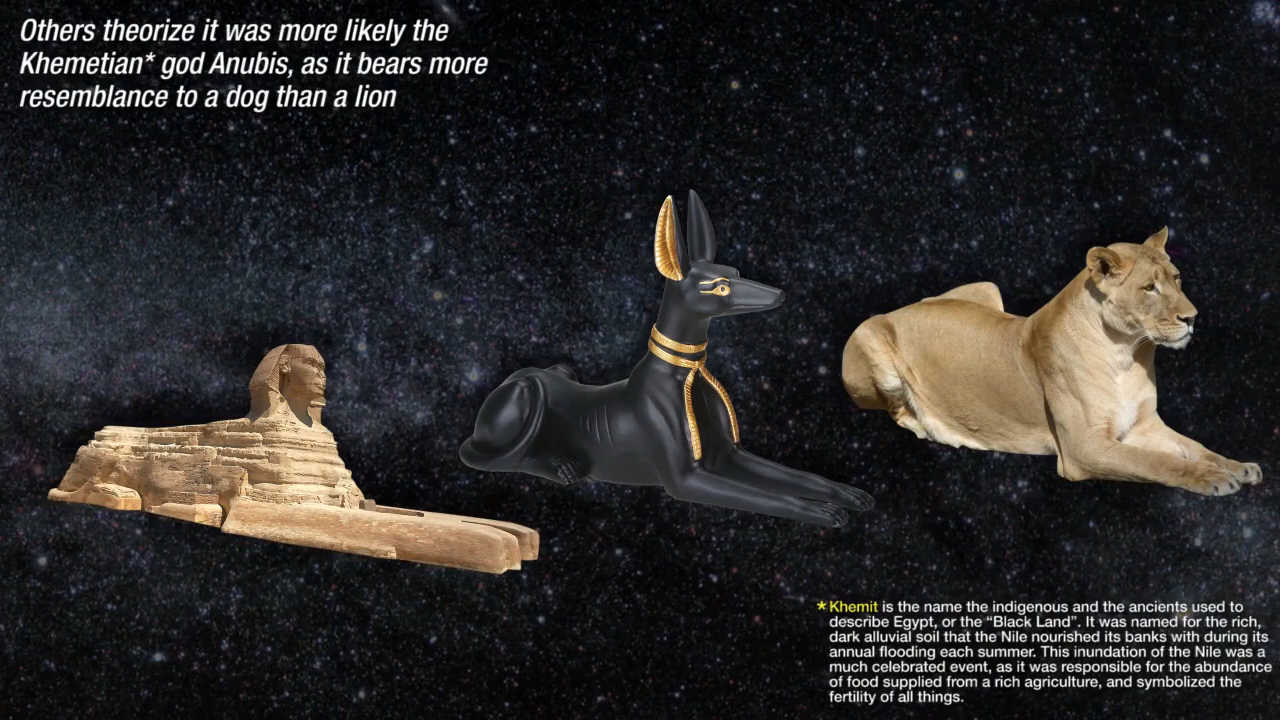 Others theorize it was more likely the
Khemetian* god Anubis, as it bears more
resemblance to a dog than a lion
* Khemit is the name the indigenous and the ancients used to
describe Egypt, or the “Black Land”. It was named for the rich,
dark alluvial soil that the Nile nourished its banks with during its
annual flooding each summer. This inundation of the Nile was a
much celebrated event, as it was responsible for the abundance
of food supplied from a rich agriculture, and symbolized the
fertility of all things.